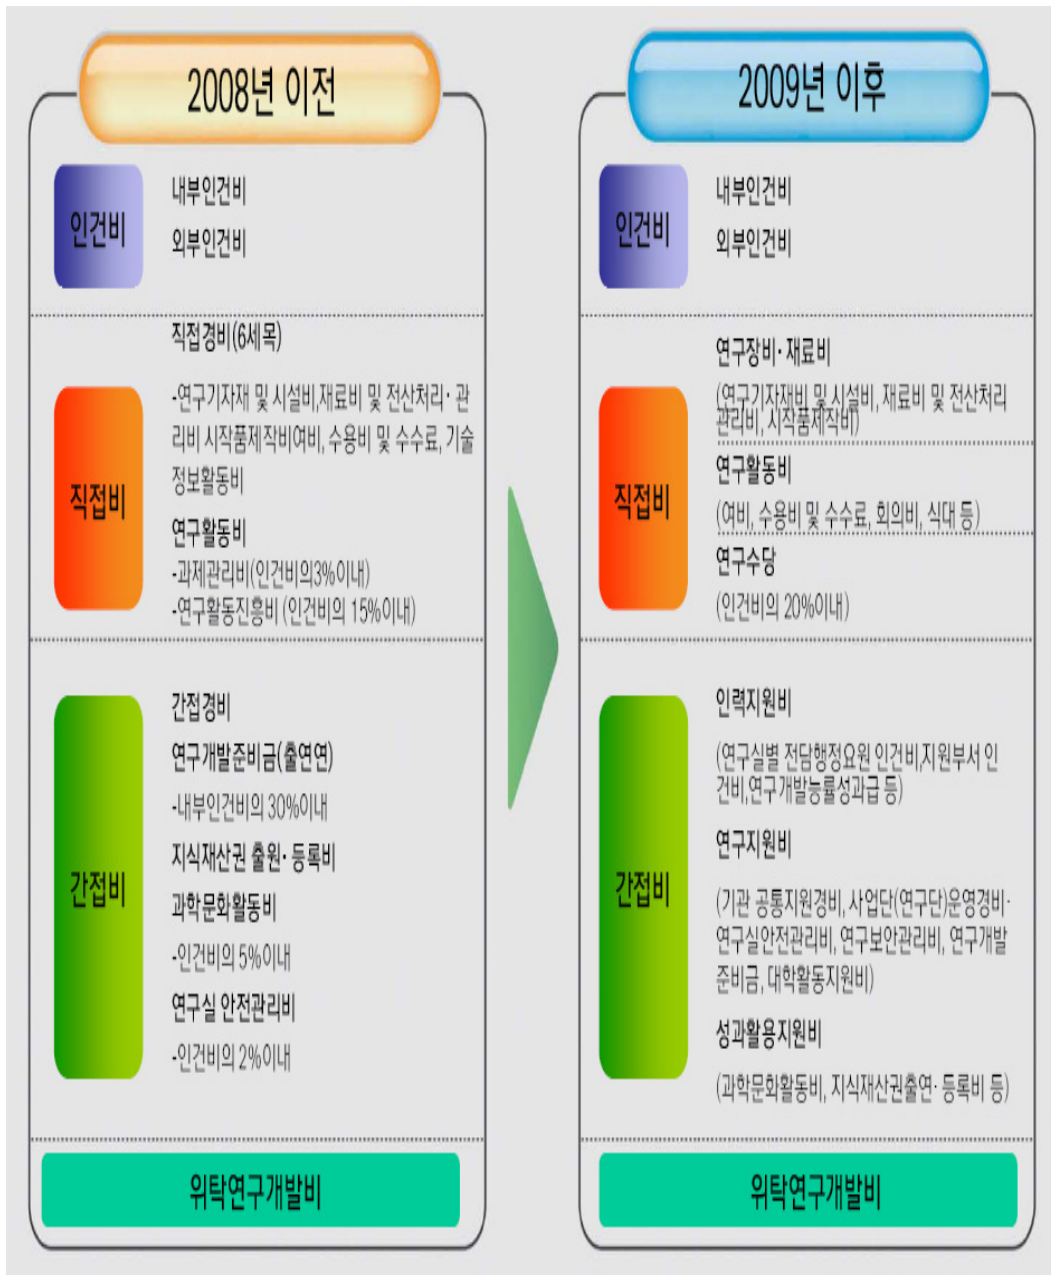 2008년 이전
인건비
내부인건비
외부인건비
직접비
직접경비(6세목)
-연구기자재 및 시설비,재료비 및 전산처리· 관
리비 시작품제작비여비, 수용비 및 수수료, 기술
정보활동비
연구활동비
-과제관리비(인건비의3%이내)
-연구활동진흥비 (인건비의 15%이내)
간접비
간접경비
연구개발준비금(출연연)
-내부인건비의 30%이내
지식재산권 출원· 등록비
과학문화활동비
-인건비의 5%이내
연구실 안전관리비
-인건비의 2%이내
위탁연구개발비
2009년 이후
인건비
내부인건비
외부인건비
직접비
연구장비· 재료비
(연구기자재비 및 시설비, 재료비 및 전산처리
관리비, 시작품제작비)
연구활동비
(여비, 수용비 및 수수료, 회의비, 식대 등)
연구수당
(인건비의 20%이내)
간접비
인력지원비
(연구실별 전담행정요원 인건비,지원부서 인
건비,연구개발능률성과급 등)
연구지원비
(기관 공통지원경비, 사업단(연구단)운영경비·
연구실안전관리비, 연구보안관리비, 연구개발
준비금, 대학활동지원비)
성과활용지원비
(과학문화활동비, 지식재산권출연· 등록비 등)
위탁연구개발비